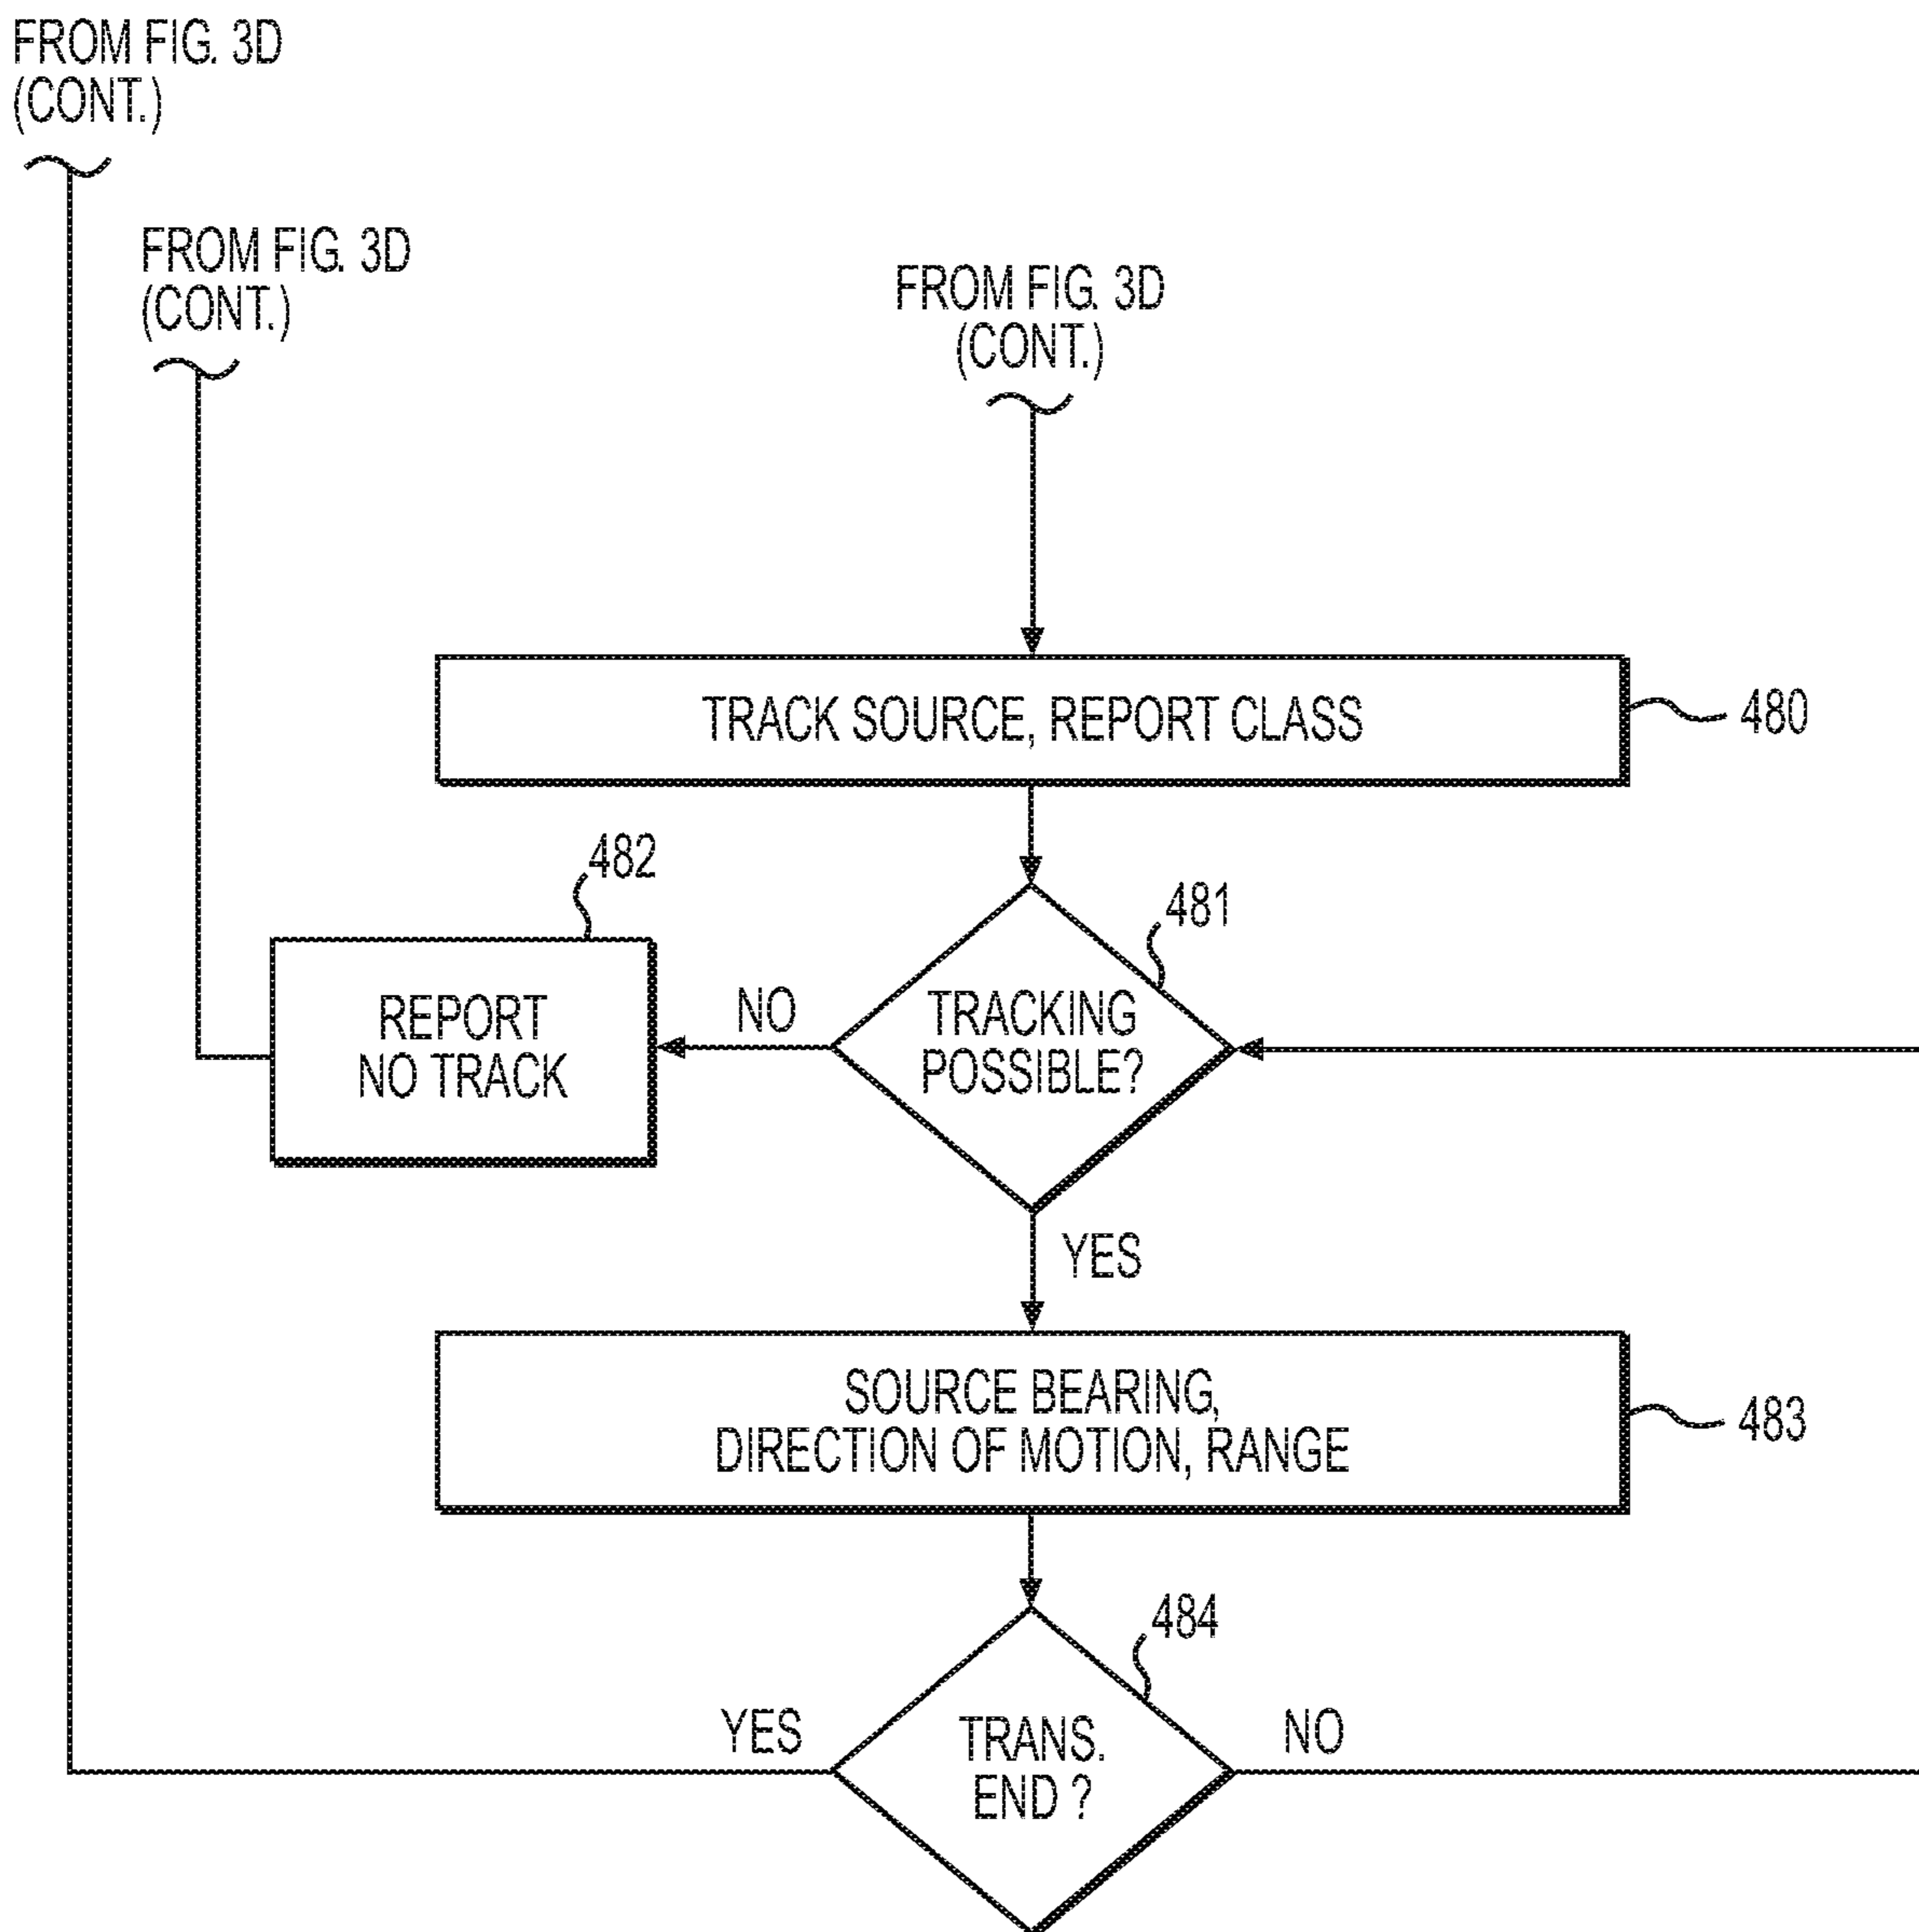 FROM FIG. 3D
(CONT.)
FROM FIG. 3D
(CONT.)
FROM FIG. 3D
(CONT.)
TRACK SOURCE, REPORT CLASS
480
482
481
REPORT
NO TRACK
NO
TRACKING
POSSIBLE?
YES
SOURCE BEARING,
DIRECTION OF MOTION, RANGE
483
484
YES
TRANS.
END ?
NO